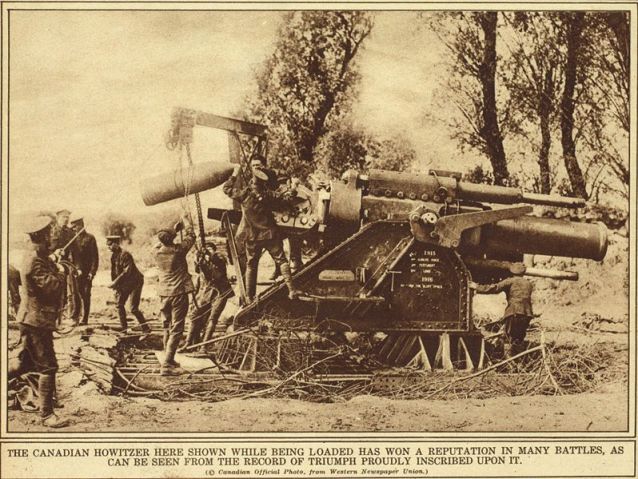 1915
1916
THE CANADIAN HOWITZER HERE SHOWN WHILE BEING LOADED HAS WON A REPUTATION IN MANY BATTLES, AS
CAN BE SEEN FROM THE RECORD OF TRIUMPH PROUDLY INSCRIBED UPON IT.
(© Canadian Official Photo, from Western Newspaper Union.)